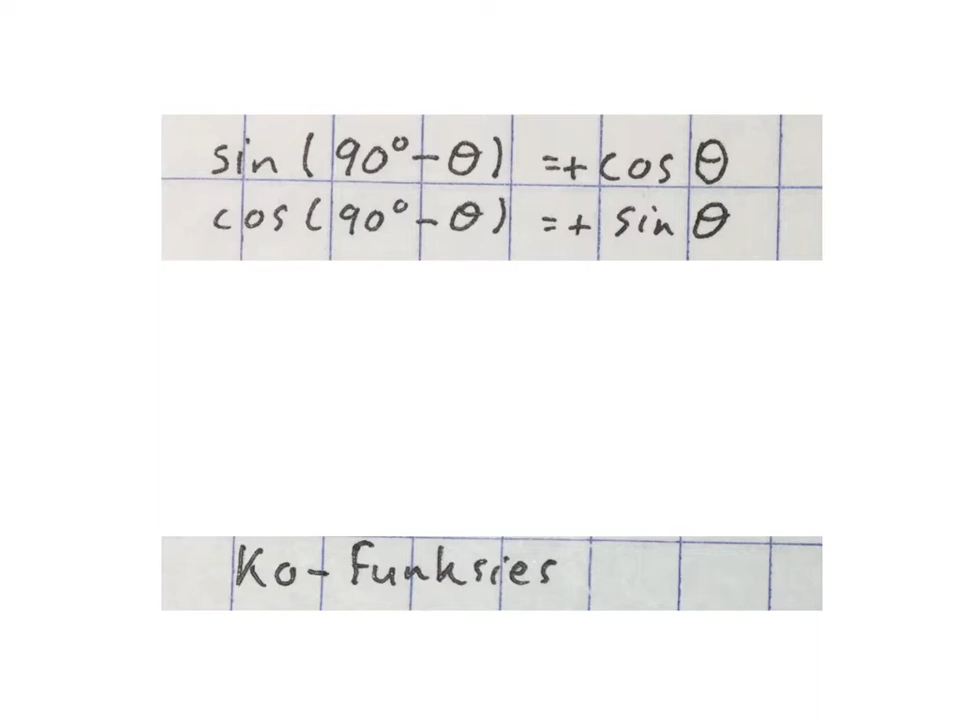 sin(90°-θ) =+cos θ
cos(90°-θ) =+ sin θ
Ko-funksies